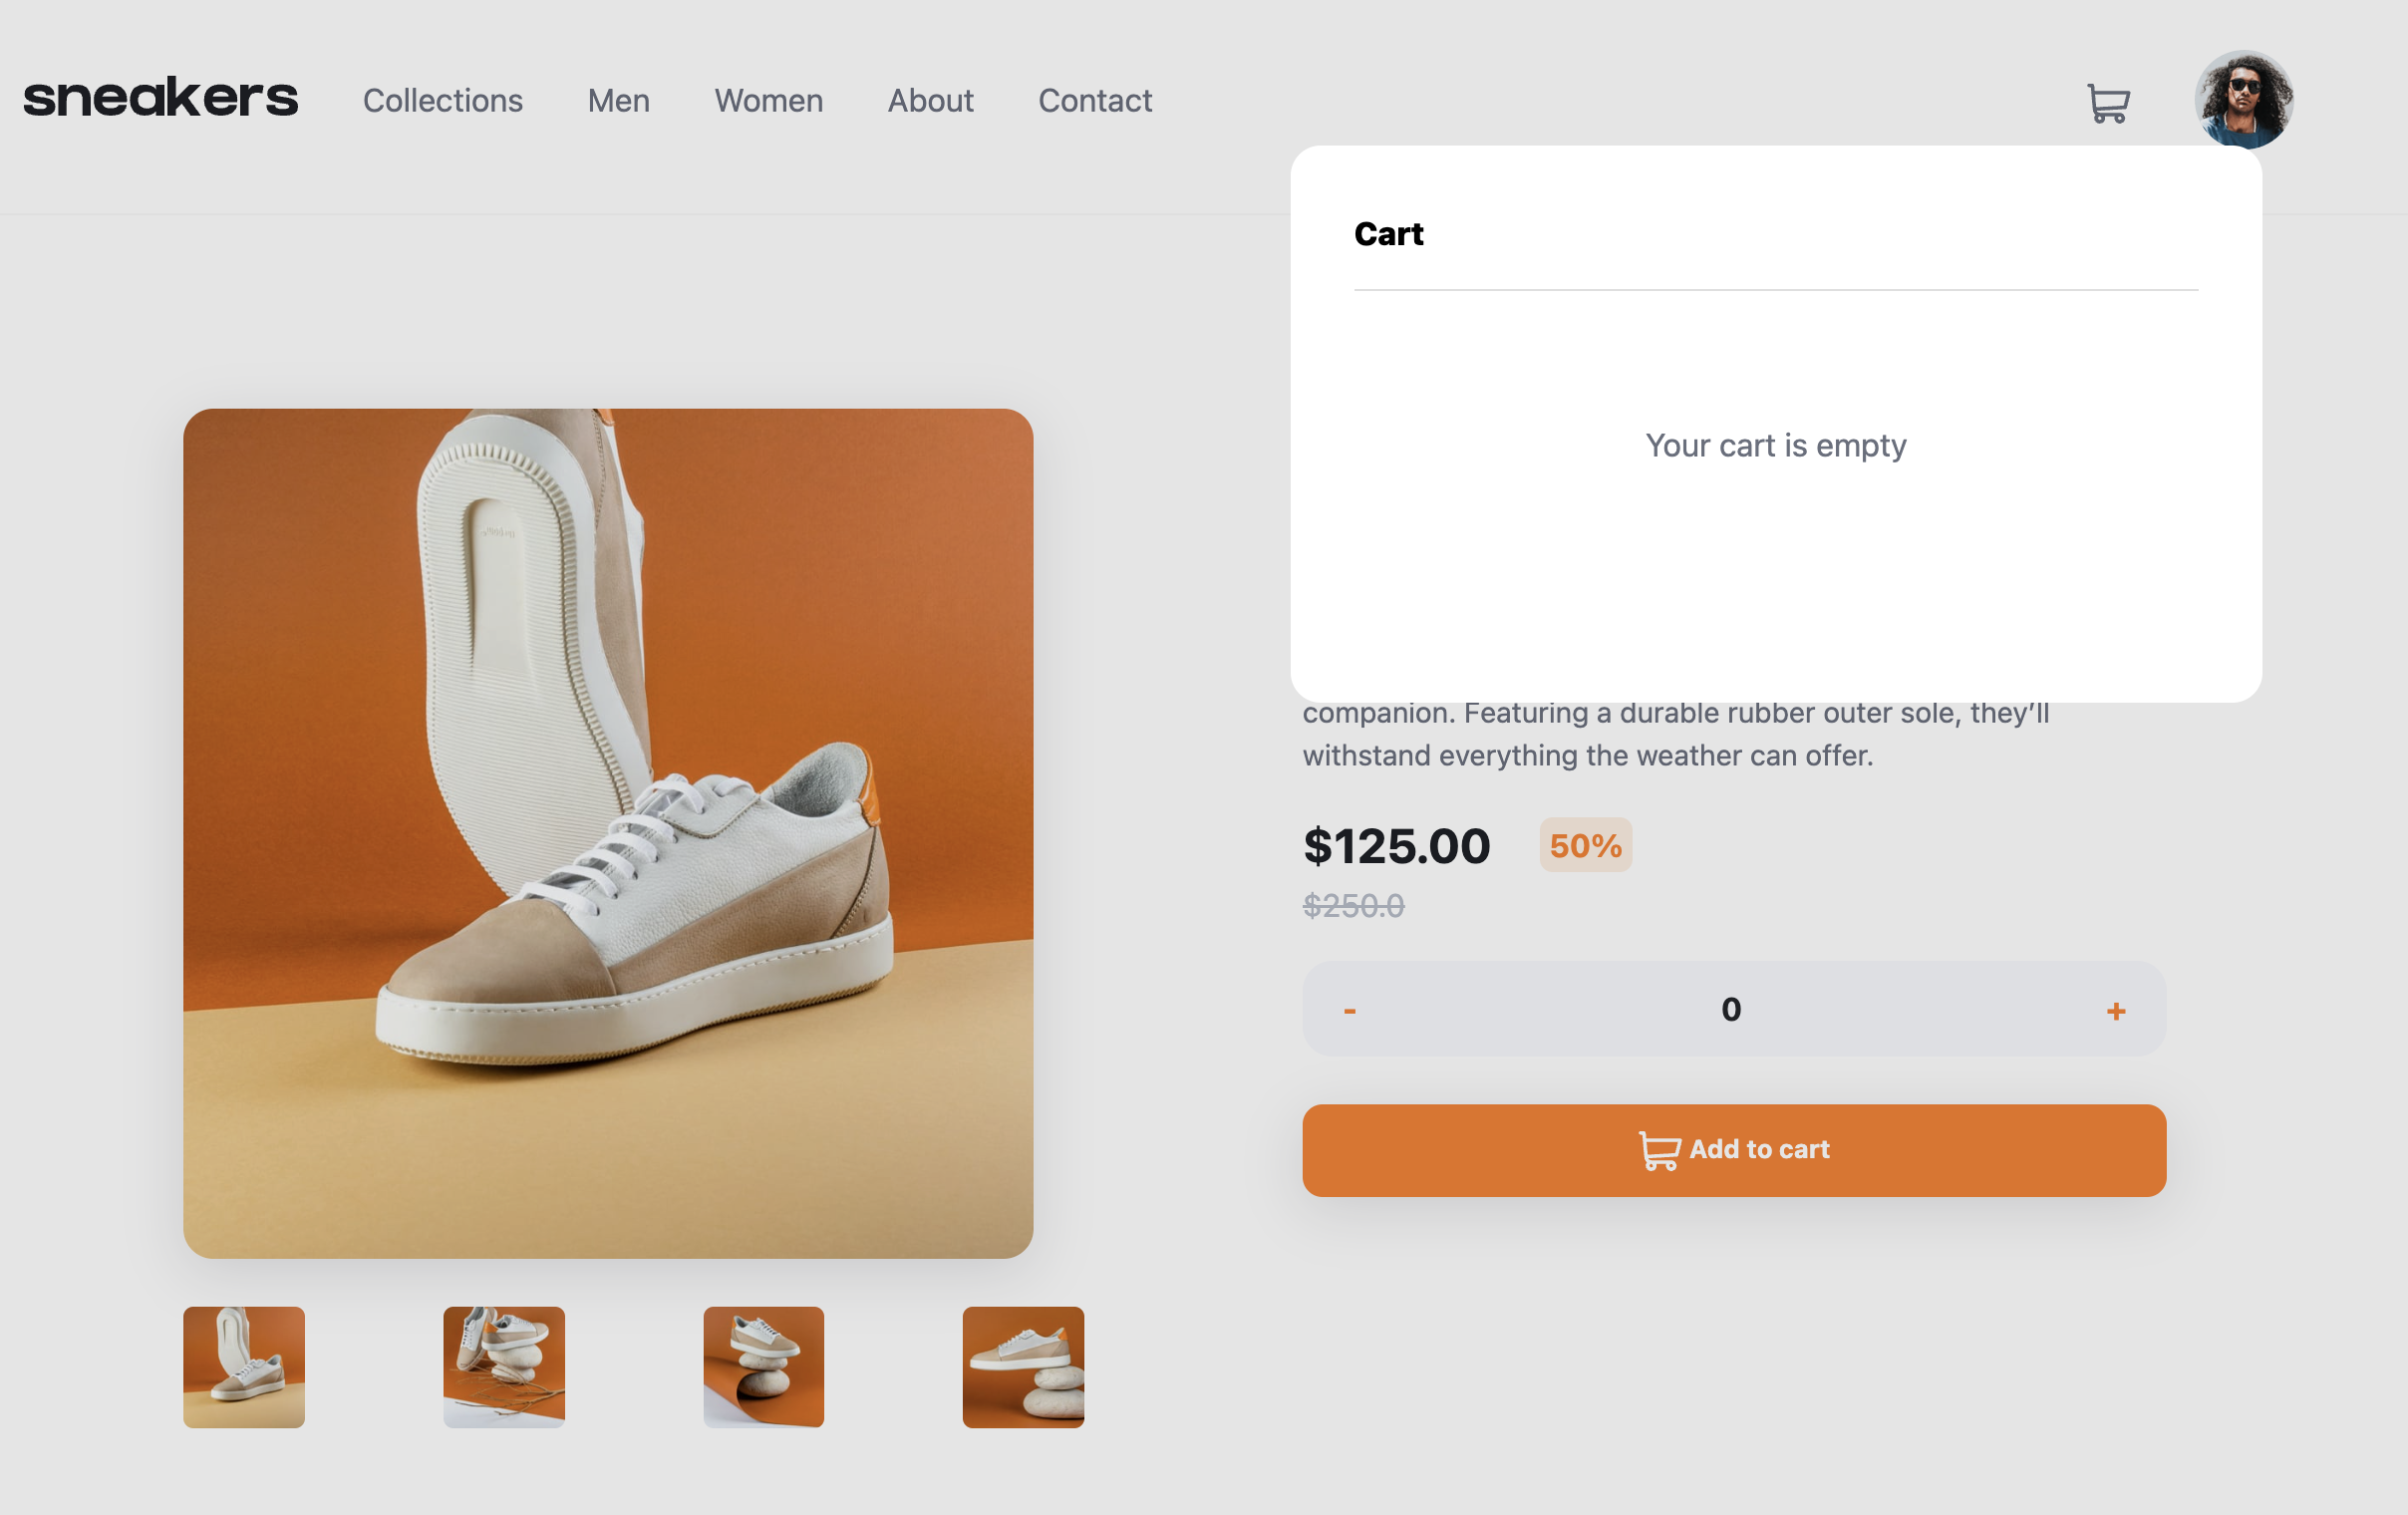 sneakers
Collections
Men
Women
About
Contact
Cart
Your cart is empty
companion. Featuring a durable rubber outer sole, they’ll
withstand everything the weather can offer.
$125.00
50%
$250.0
-
0
+
Add to cart